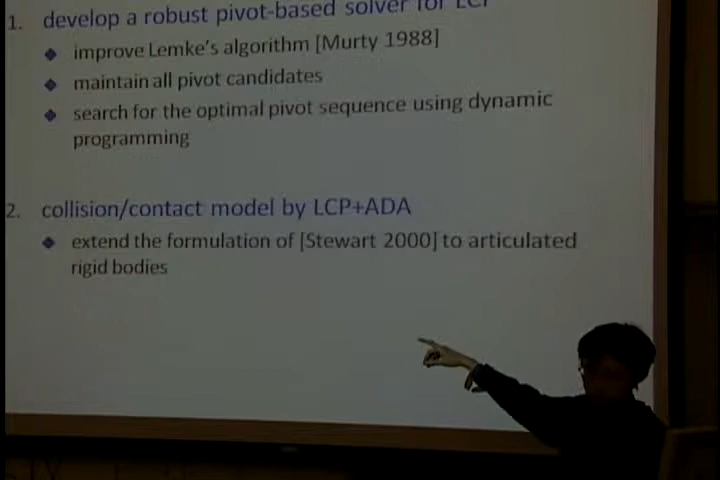 1. develop a robust pivot-based solver for LCP
❖ improve Lemke's algorithm [Murty 1988]
❖ maintain all pivot candidates
❖ search for the optimal pivot sequence using dynamic
programming
2. collision/contact model by LCP+ADA
❖ extend the formulation of [Stewart 2000] to articulated
rigid bodies